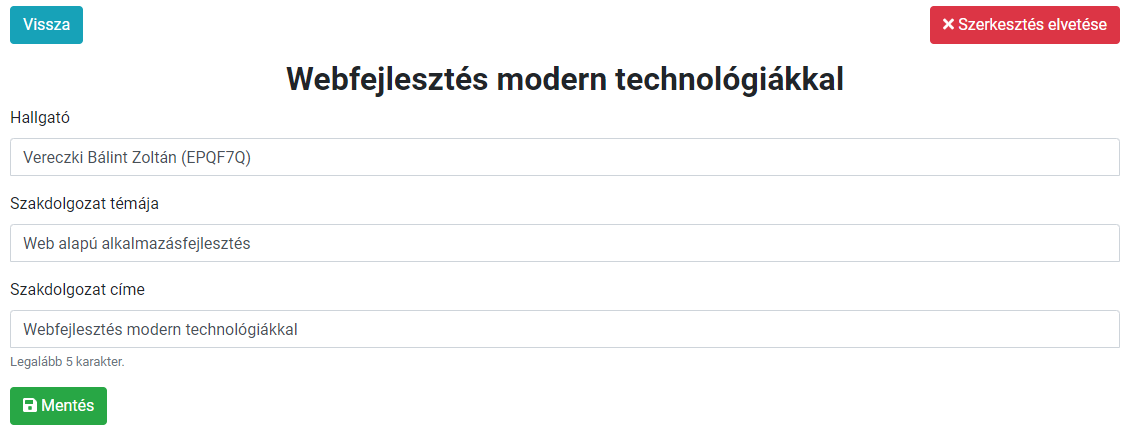 Vissza
Szerkesztés elvetése
Webfejlesztés modern technológiákkal
Hallgató
Vereczki Bálint Zoltán (EPQF7Q)
Szakdolgozat témája
Web alapú alkalmazásfejlesztés
Szakdolgozat címe
Webfejlesztés modern technológiákkal
Legalább 5 karakter.
Mentés